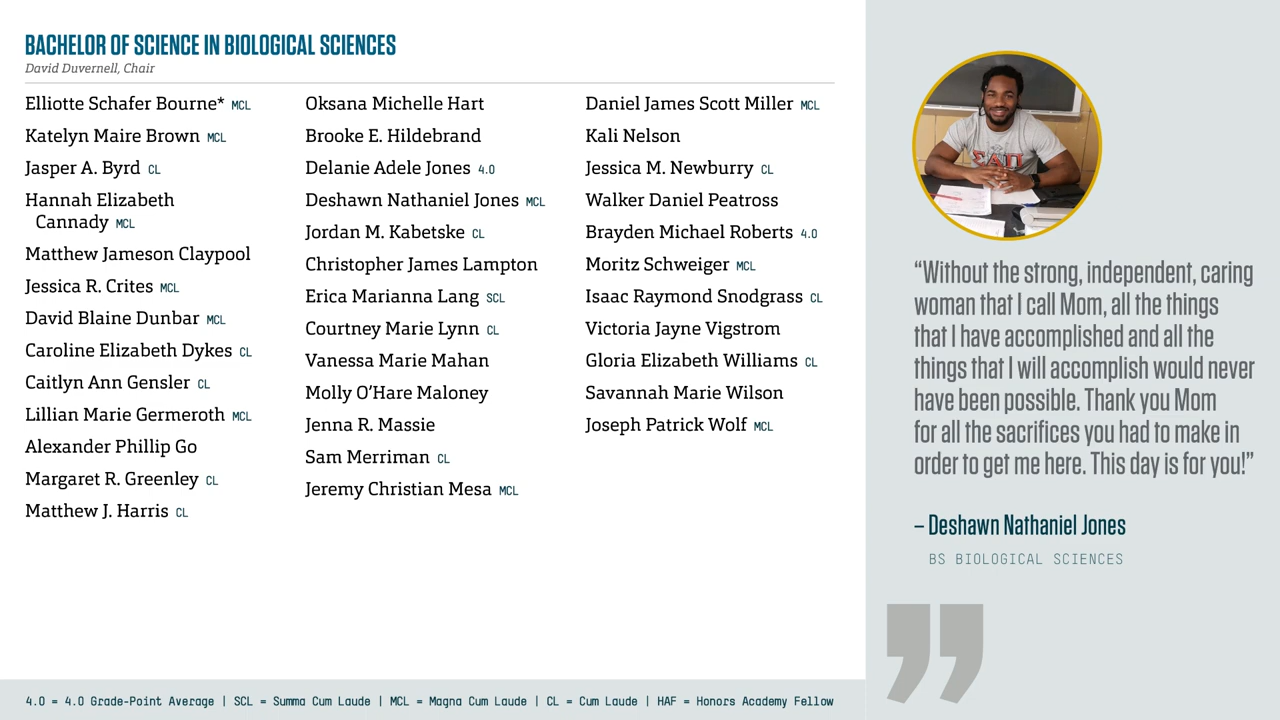 BACHELOR OF SCIENCE IN BIOLOGICAL SCIENCES
David Duvernell, Chair
Elliotte Schafer Bourne* MCL
Katelyn Maire Brown MCL
Jasper A. Byrd CL
Hannah Elizabeth
Cannady MCL
Matthew Jameson Claypool
Jessica R. Crites MCL
David Blaine Dunbar MCL
Caroline Elizabeth Dykes CL
Caitlyn Ann Gensler CL
Lillian Marie Germeroth MCL
Alexander Phillip Go
Margaret R. Greenley CL
Matthew J. Harris CL
Oksana Michelle Hart
Brooke E. Hildebrand
Delanie Adele Jones 4.0
Deshawn Nathaniel Jones MCL
Jordan M. Kabetske CL
Christopher James Lampton
Erica Marianna Lang SCL
Courtney Marie Lynn CL
Vanessa Marie Mahan
Molly O’Hare Maloney
Jenna R. Massie
Sam Merriman CL
Jeremy Christian Mesa MCL
Daniel James Scott Miller MCL
Kali Nelson
Jessica M. Newburry CL
Walker Daniel Peatross
Brayden Michael Roberts 4.0
Moritz Schweiger MCL
Isaac Raymond Snodgrass CL
Victoria Jayne Vigstrom
Gloria Elizabeth Williams CL
Savannah Marie Wilson
Joseph Patrick Wolf MCL
4.0 = 4.0 Grade-Point Average | SCL = Summa Cum Laude | MCL = Magna Cum Laude | CL = Cum Laude | HAF = Honors Academy Fellow
ΣΑΠ
“Without the strong, independent, caring
woman that I call Mom, all the things
that I have accomplished and all the
things that I will accomplish would never
have been possible. Thank you Mom
for all the sacrifices you had to make in
order to get me here. This day is for you!”
– Deshawn Nathaniel Jones
BS BIOLOGICAL SCIENCES